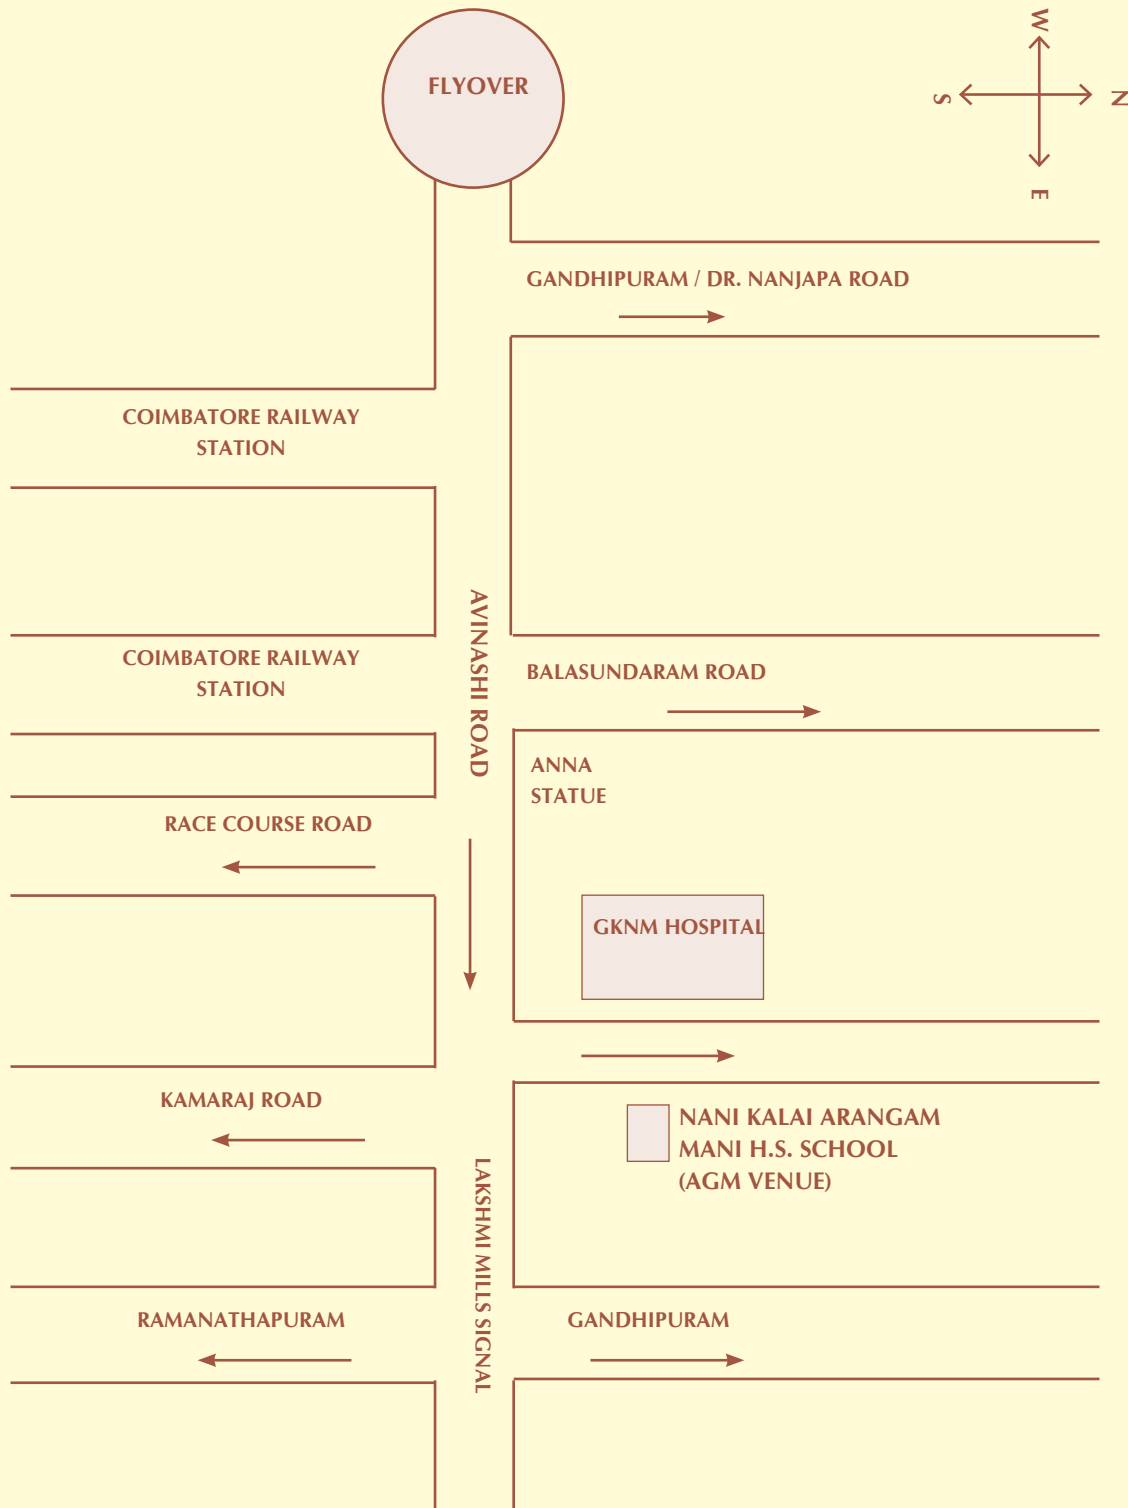 FLYOVER
W
S
N
E
GANDHIPURAM / DR. NANJAPA ROAD
COIMBATORE RAILWAY
STATION
AVINASHI ROAD
COIMBATORE RAILWAY
STATION
BALASUNDARAM ROAD
ANNA
STATUE
RACE COURSE ROAD
GKNM HOSPITAL
KAMARAJ ROAD
NANI KALAI ARANGAM
MANI H.S. SCHOOL
(AGM VENUE)
LAKSHMI MILLS SIGNAL
RAMANATHAPURAM
GANDHIPURAM